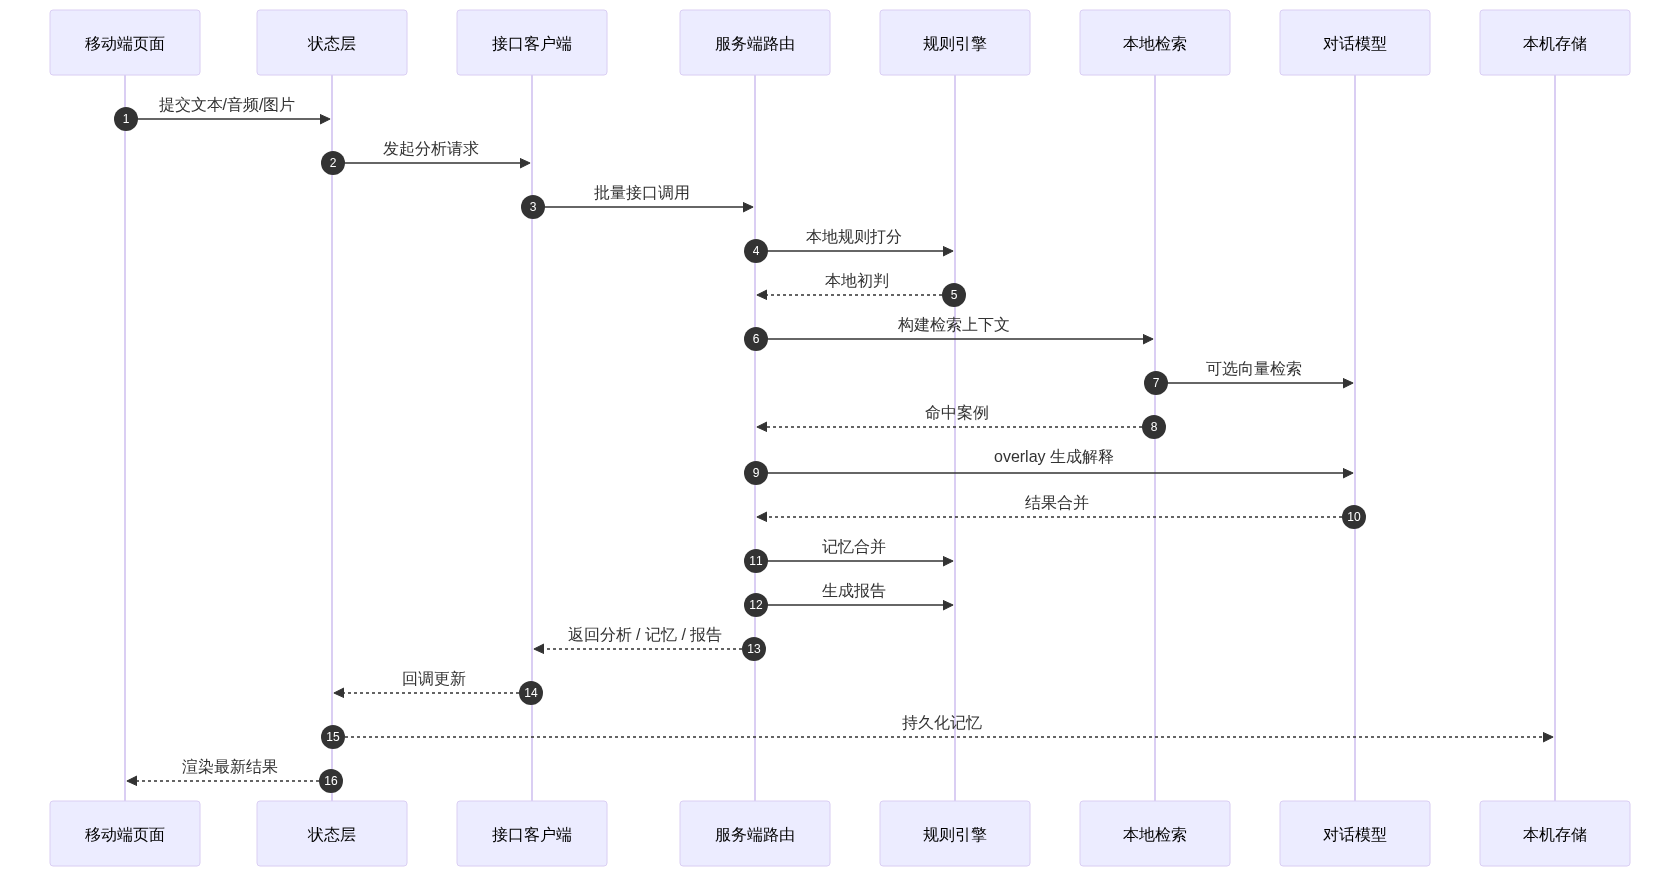 移动端页面
状态层
接口客户端
服务端路由
规则引擎
本地检索
对话模型
本机存储
提交文本/音频/图片
1
发起分析请求
2
批量接口调用
3
本地规则打分
4
本地初判
5
构建检索上下文
6
可选向量检索
7
命中案例
8
overlay 生成解释
9
结果合并
10
记忆合并
11
生成报告
12
返回分析 / 记忆 / 报告
13
回调更新
14
持久化记忆
15
渲染最新结果
16
移动端页面
状态层
接口客户端
服务端路由
规则引擎
本地检索
对话模型
本机存储